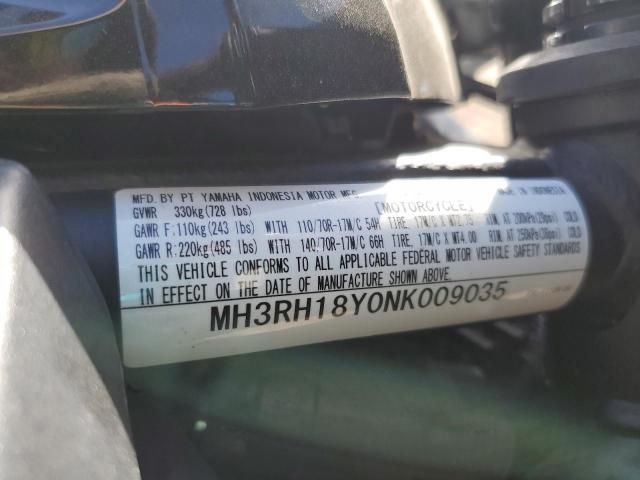 MFD. BY PT YAMAHA INDONESIA MOTOR MFG. MADE IN INDONESIA
GVWR 330kg(728 lbs) [MOTORCYCLE]
GAWR F:110kg(243 lbs) WITH 110/70R-17M/C 54H TIRE, 17M/C X MT2.75 RIM, AT 200kPa(29psi) COLD
GAWR R:220kg(485 lbs) WITH 140/70R-17M/C 66H TIRE, 17M/C X MT4.00 RIM, AT 250kPa(36psi) COLD
THIS VEHICLE CONFORMS TO ALL APPLICABLE FEDERAL MOTOR VEHICLE SAFETY STANDARDS
IN EFFECT ON THE DATE OF MANUFACTURE SHOWN ABOVE.
MH3RH18Y0NK009035